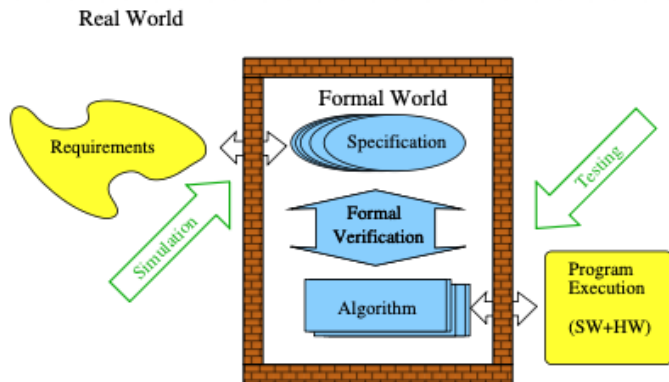 Real World
Formal World
Requirements
Specification
Testing
Simulation
Formal
Verification
Program
Execution
Algorithm
(SW+HW)